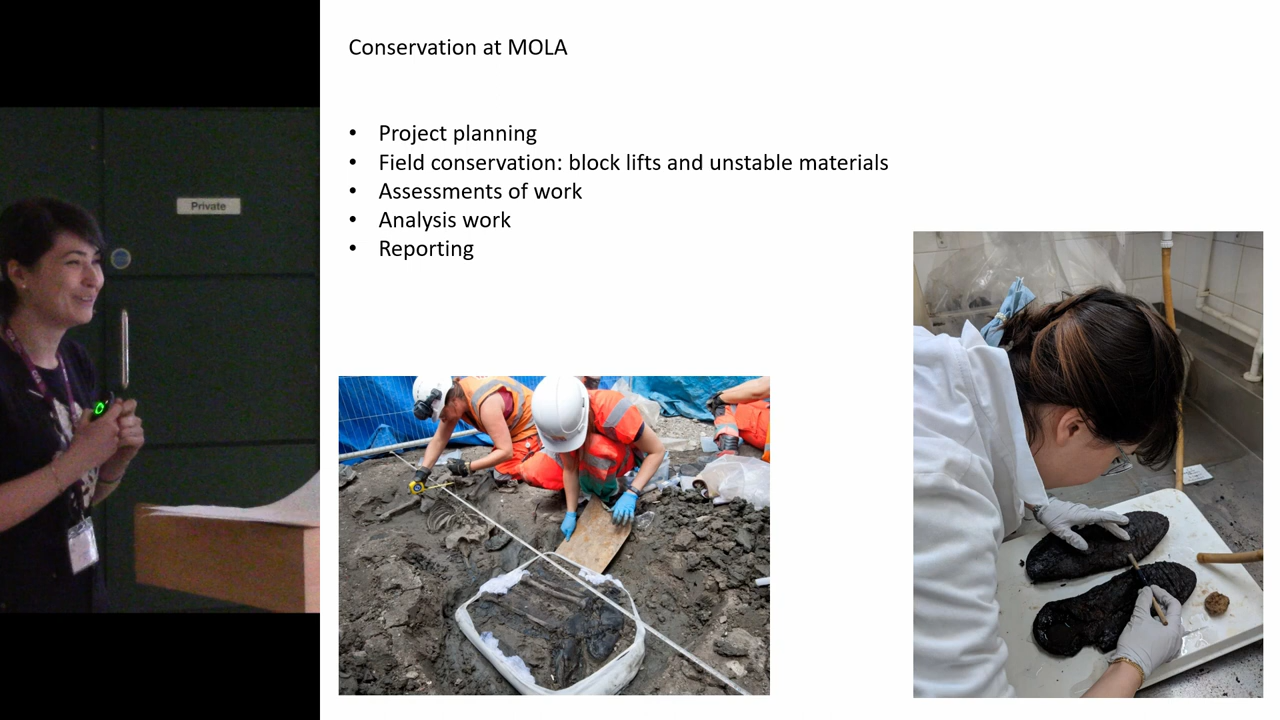 Conservation at MOLA
• Project planning
• Field conservation: block lifts and unstable materials
• Assessments of work
• Analysis work
• Reporting
Private